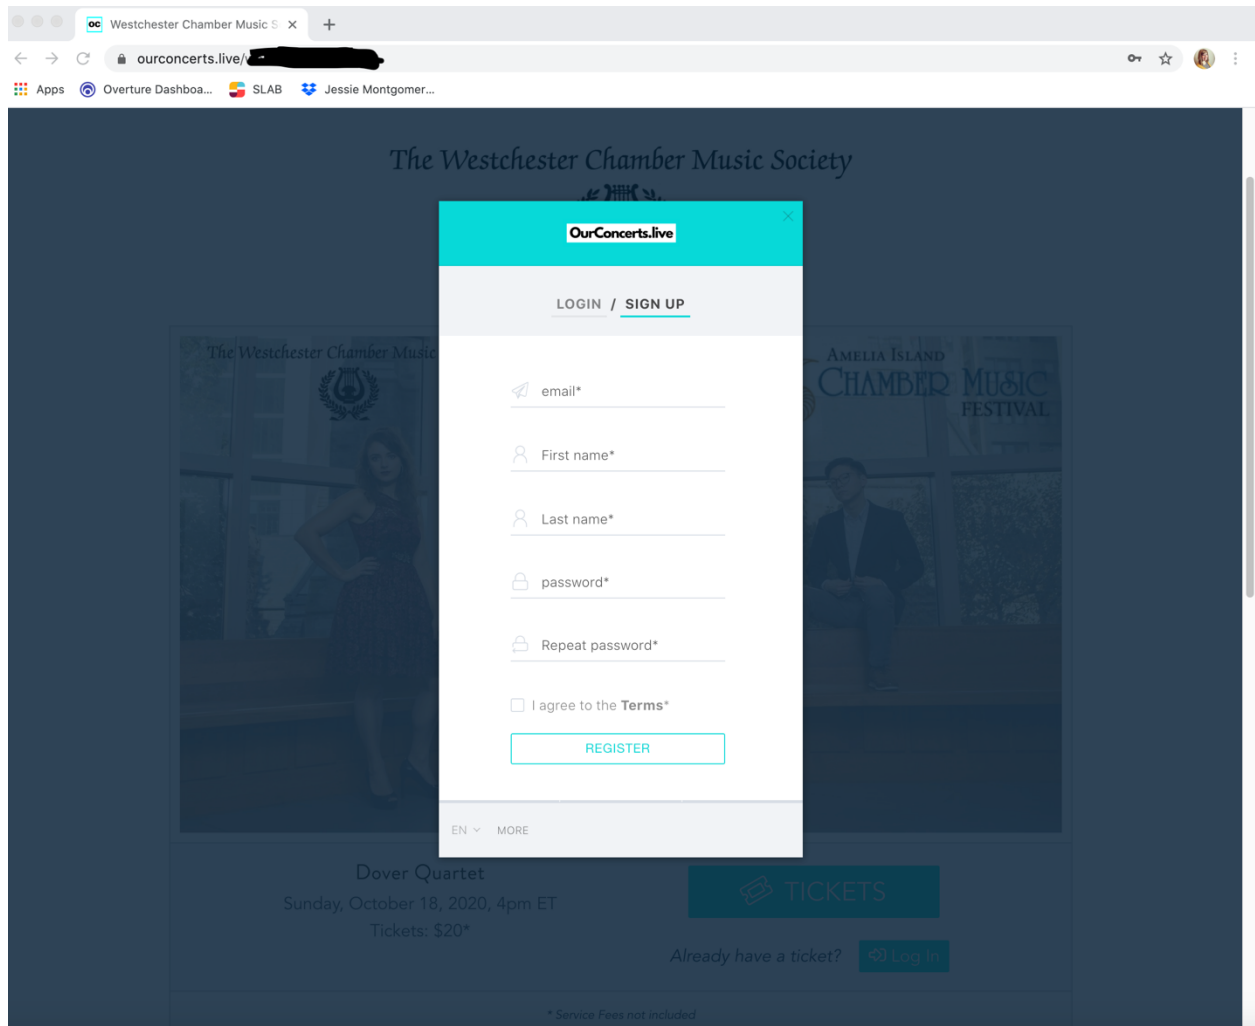 oc Westchester Chamber Music S
ourconcerts.live/
Apps Overture Dashboa... SLAB Jessie Montgomer...
The Westchester Chamber Music Society
OurConcerts.live
LOGIN / SIGN UP
The Westchester Chamber Music
AMELIA ISLAND
CHAMBER MUSIC
FESTIVAL
email*
First name*
Last name*
password*
Repeat password*
I agree to the Terms*
REGISTER
EN MORE
Dover Quartet
Sunday, October 18, 2020, 4pm ET
Tickets: $20*
TICKETS
Already have a ticket? Log In
* Service Fees not included